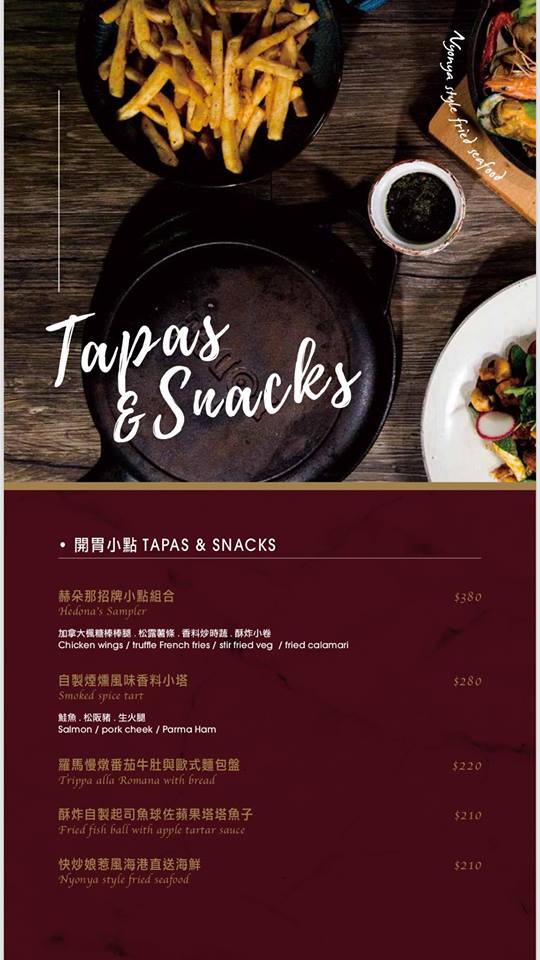 Nyonya style fried seafood
Tapas
& Snacks
• 開胃小點 TAPAS & SNACKS
赫朵那招牌小點組合 $380
Hedona's Sampler
加拿大楓糖棒棒腿 . 松露薯條 . 香料炒時蔬 . 酥炸小卷
Chicken wings / truffle French fries / stir fried veg / fried calamari
自製煙燻風味香料小塔 $280
Smoked spice tart
鮭魚 . 松阪豬 . 生火腿
Salmon / pork cheek / Parma Ham
羅馬慢燉番茄牛肚與歐式麵包盤 $220
Trippa alla Romana with bread
酥炸自製起司魚球佐蘋果塔塔魚子 $210
Fried fish ball with apple tartar sauce
快炒娘惹風海港直送海鮮 $210
Nyonya style fried seafood